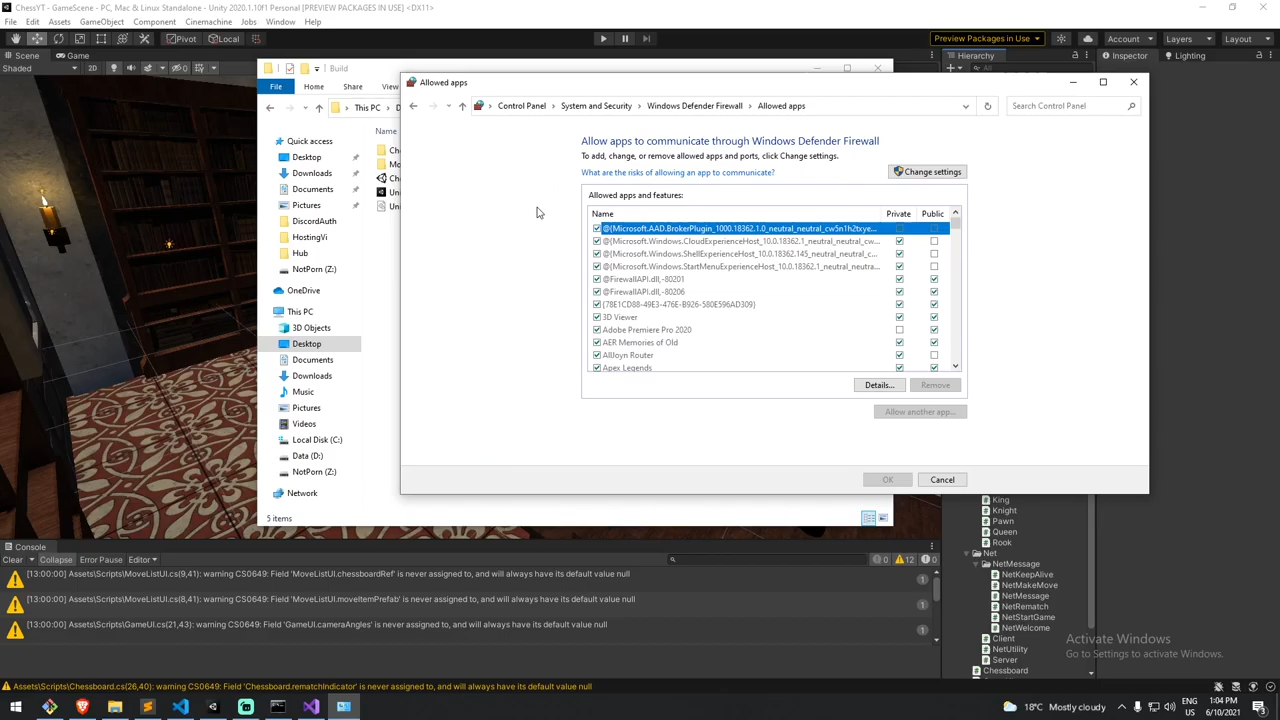 ChessYT - GameScene - PC, Mac & Linux Standalone - Unity 2020.1.10f1 Personal [PREVIEW PACKAGES IN USE] <DX11>
File Edit Assets GameObject Component Cinemachine Jobs Window Help
Pivot Local Preview Packages in Use Account Layers Layout
Scene Game Hierarchy Inspector Lighting
Shaded 2D All
Build
File Home Share View
This PC
Allowed apps
Control Panel System and Security Windows Defender Firewall Allowed apps Search Control Panel
Name
Quick access
Desktop
Downloads
Documents
Pictures
DiscordAuth
HostingVi
Hub
NotPorn (Z:)
OneDrive
This PC
3D Objects
Desktop
Documents
Downloads
Music
Pictures
Videos
Local Disk (C:)
Data (D:)
NotPorn (Z:)
Network
5 items
Allow apps to communicate through Windows Defender Firewall
To add, change, or remove allowed apps and ports, click Change settings.
What are the risks of allowing an app to communicate? Change settings
Allowed apps and features:
Name Private Public
@{Microsoft.AAD.BrokerPlugin_1000.18362.1.0_neutral_neutral_cw5n1h2txye...
@{Microsoft.Windows.CloudExperienceHost_10.0.18362.1_neutral_neutral_cw...
@{Microsoft.Windows.ShellExperienceHost_10.0.18362.145_neutral_neutral_c...
@{Microsoft.Windows.StartMenuExperienceHost_10.0.18362.1_neutral_neutra...
@FirewallAPI.dll,-80201
@FirewallAPI.dll,-80206
{78E1CD88-49E3-476E-B926-580E596AD309}
3D Viewer
Adobe Premiere Pro 2020
AER Memories of Old
AllJoyn Router
Apex Legends
Details... Remove
Allow another app...
OK Cancel
King
Knight
Pawn
Queen
Rook
Net
NetMessage
NetKeepAlive
NetMakeMove
NetMessage
NetRematch
NetStartGame
NetWelcome
Client
NetUtility
Server
Chessboard
Console
Clear Collapse Error Pause Editor 0 12 0
[13:00:00] Assets\Scripts\MoveListUI.cs(9,41): warning CS0649: Field 'MoveListUI.chessboardRef' is never assigned to, and will always have its default value null 1
[13:00:00] Assets\Scripts\MoveListUI.cs(8,41): warning CS0649: Field 'MoveListUI.moveItemPrefab' is never assigned to, and will always have its default value null 1
[13:00:00] Assets\Scripts\GameUI.cs(21,43): warning CS0649: Field 'GameUI.cameraAngles' is never assigned to, and will always have its default value null 1
Activate Windows
Go to Settings to activate Windows.
Assets\Scripts\Chessboard.cs(26,40): warning CS0649: Field 'Chessboard.rematchIndicator' is never assigned to, and will always have its default value null
18°C Mostly cloudy ENG US 1:04 PM 6/10/2021